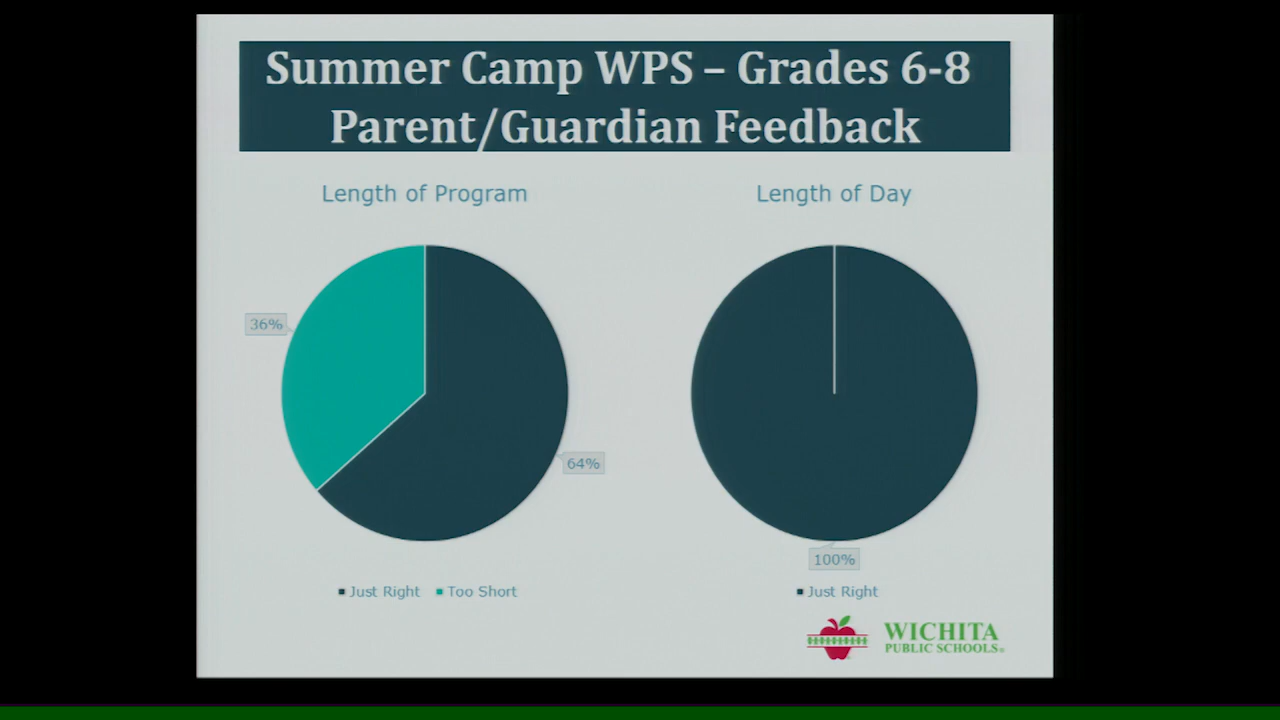 Summer Camp WPS – Grades 6-8
Parent/Guardian Feedback
Length of Program
36%
64%
Just Right Too Short
Length of Day
100%
Just Right
WICHITA
PUBLIC SCHOOLS®